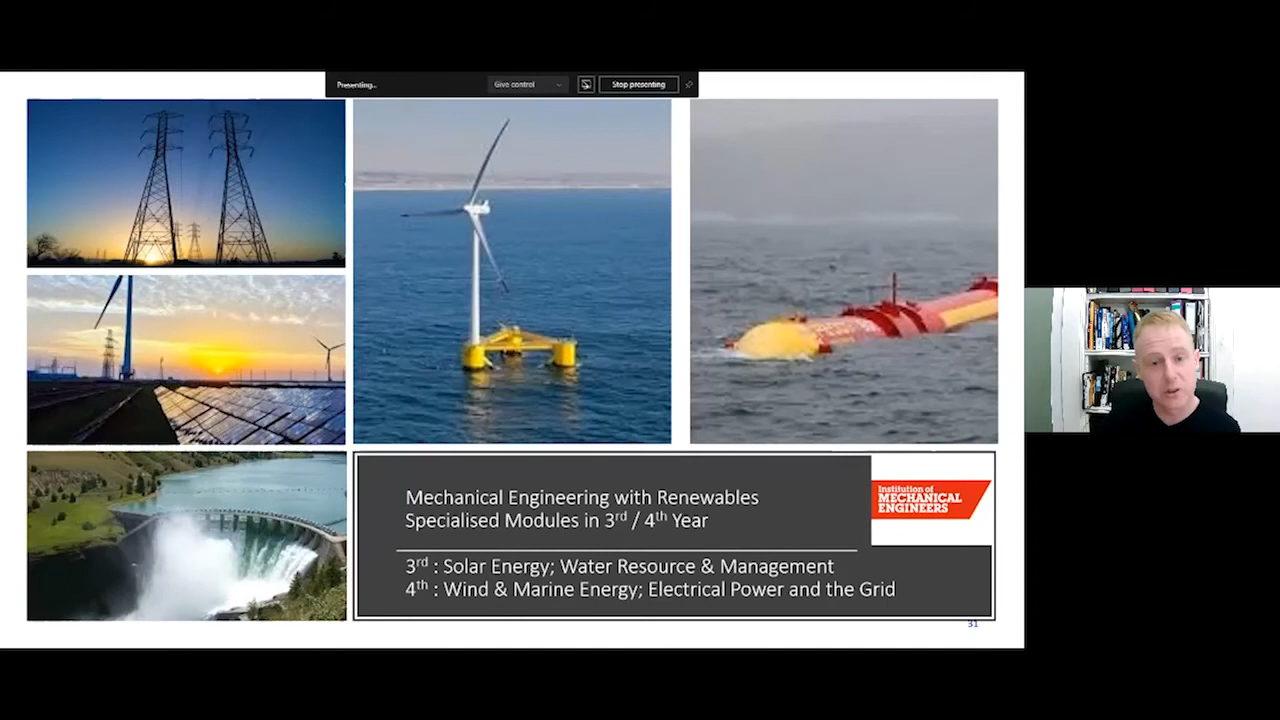 Presenting...
Give control
Stop presenting
Mechanical Engineering with Renewables
Specialised Modules in 3rd / 4th Year
Institution of
MECHANICAL
ENGINEERS
3rd : Solar Energy; Water Resource & Management
4th : Wind & Marine Energy; Electrical Power and the Grid
31